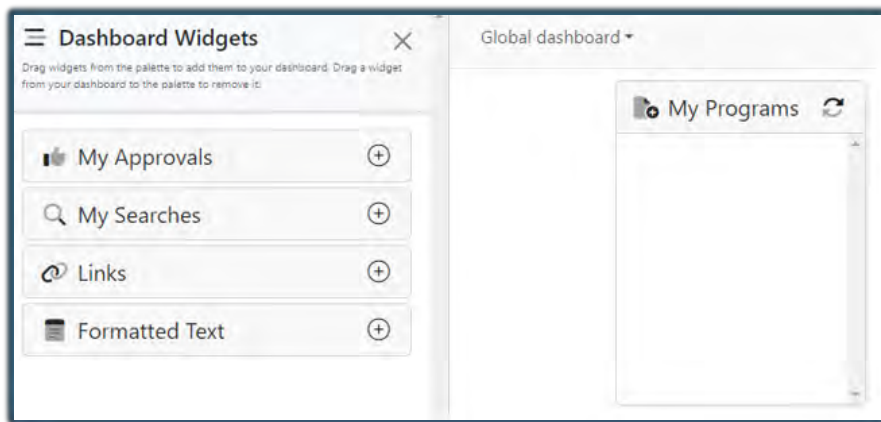 Dashboard Widgets
Drag widgets from the palette to add them to your dashboard. Drag a widget
from your dashboard to the palette to remove it.
My Approvals
My Searches
Links
Formatted Text
Global dashboard
My Programs